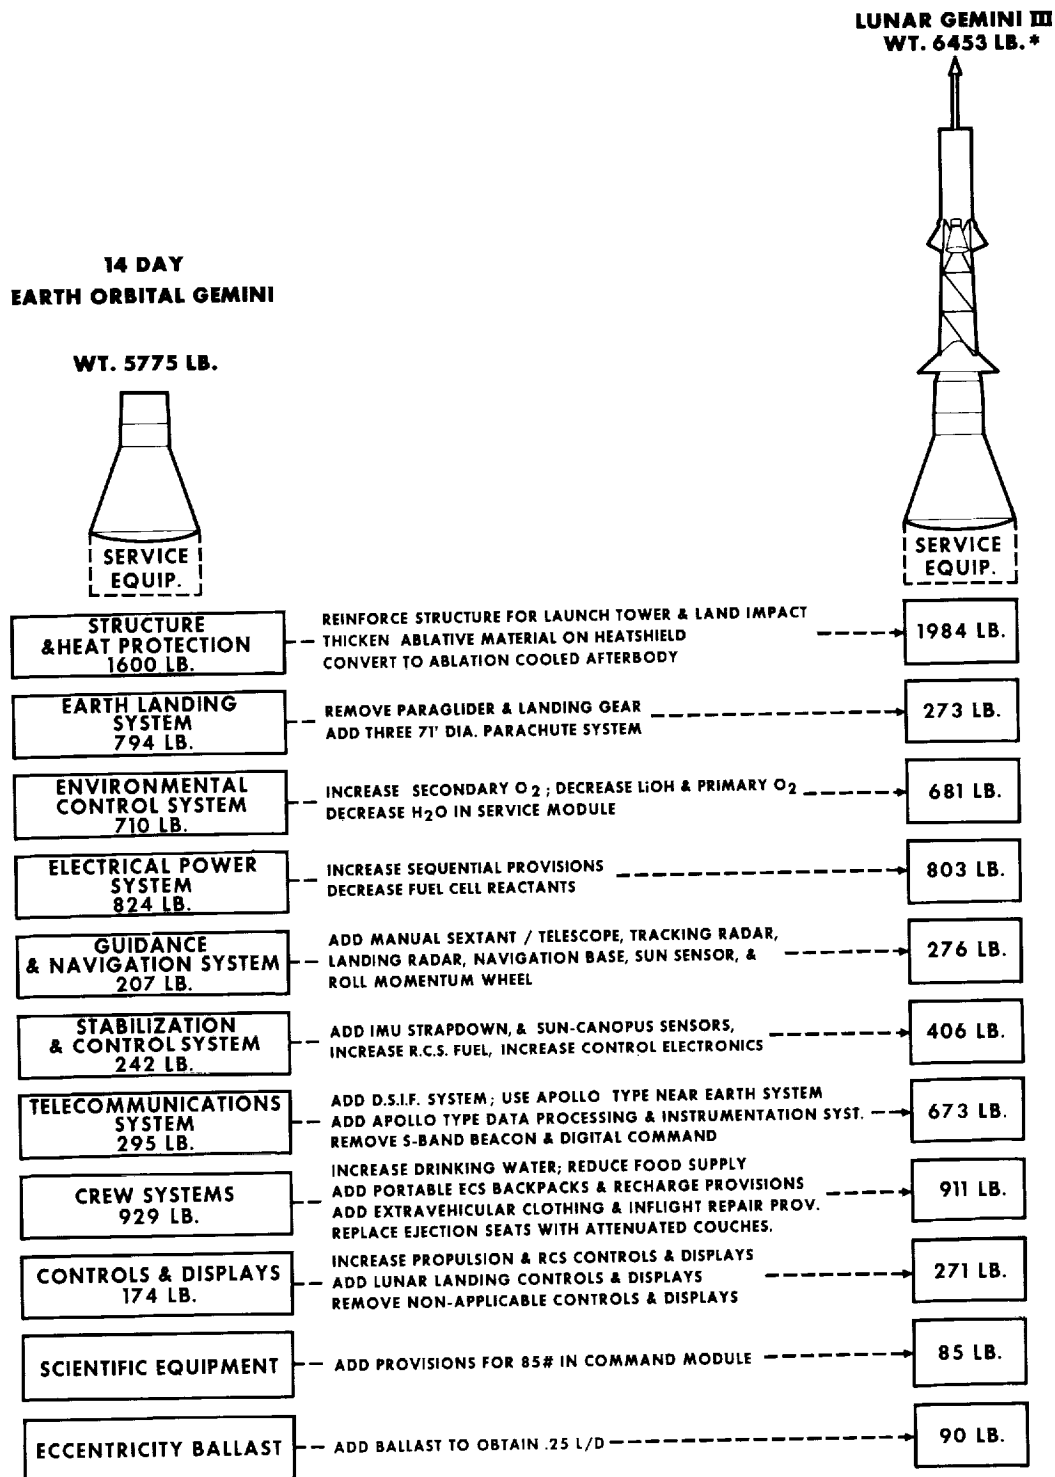 LUNAR GEMINI III
WT. 6453 LB.*
14 DAY
EARTH ORBITAL GEMINI
WT. 5775 LB.
SERVICE
EQUIP.
SERVICE
EQUIP.
STRUCTURE
&HEAT PROTECTION
1600 LB.
REINFORCE STRUCTURE FOR LAUNCH TOWER & LAND IMPACT
THICKEN ABLATIVE MATERIAL ON HEATSHIELD
CONVERT TO ABLATION COOLED AFTERBODY
1984 LB.
EARTH LANDING
SYSTEM
794 LB.
REMOVE PARAGLIDER & LANDING GEAR
ADD THREE 71' DIA. PARACHUTE SYSTEM
273 LB.
ENVIRONMENTAL
CONTROL SYSTEM
710 LB.
INCREASE SECONDARY O2 ; DECREASE LiOH & PRIMARY O2
DECREASE H2O IN SERVICE MODULE
681 LB.
ELECTRICAL POWER
SYSTEM
824 LB.
INCREASE SEQUENTIAL PROVISIONS
DECREASE FUEL CELL REACTANTS
803 LB.
GUIDANCE
& NAVIGATION SYSTEM
207 LB.
ADD MANUAL SEXTANT / TELESCOPE, TRACKING RADAR,
LANDING RADAR, NAVIGATION BASE, SUN SENSOR, &
ROLL MOMENTUM WHEEL
276 LB.
STABILIZATION
& CONTROL SYSTEM
242 LB.
ADD IMU STRAPDOWN, & SUN-CANOPUS SENSORS,
INCREASE R.C.S. FUEL, INCREASE CONTROL ELECTRONICS
406 LB.
TELECOMMUNICATIONS
SYSTEM
295 LB.
ADD D.S.I.F. SYSTEM; USE APOLLO TYPE NEAR EARTH SYSTEM
ADD APOLLO TYPE DATA PROCESSING & INSTRUMENTATION SYST.
REMOVE S-BAND BEACON & DIGITAL COMMAND
673 LB.
CREW SYSTEMS
929 LB.
INCREASE DRINKING WATER; REDUCE FOOD SUPPLY
ADD PORTABLE ECS BACKPACKS & RECHARGE PROVISIONS
ADD EXTRAVEHICULAR CLOTHING & INFLIGHT REPAIR PROV.
REPLACE EJECTION SEATS WITH ATTENUATED COUCHES.
911 LB.
CONTROLS & DISPLAYS
174 LB.
INCREASE PROPULSION & RCS CONTROLS & DISPLAYS
ADD LUNAR LANDING CONTROLS & DISPLAYS
REMOVE NON-APPLICABLE CONTROLS & DISPLAYS
271 LB.
SCIENTIFIC EQUIPMENT
ADD PROVISIONS FOR 85# IN COMMAND MODULE
85 LB.
ECCENTRICITY BALLAST
ADD BALLAST TO OBTAIN .25 L/D
90 LB.